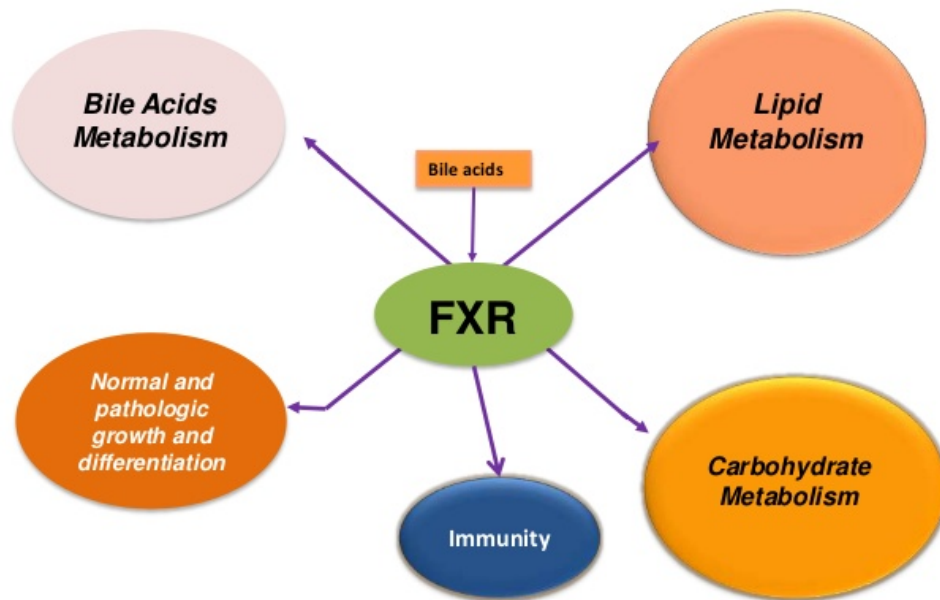 Bile Acids
Metabolism
Lipid
Metabolism
Bile acids
FXR
Normal and
pathologic
growth and
differentiation
Immunity
Carbohydrate
Metabolism